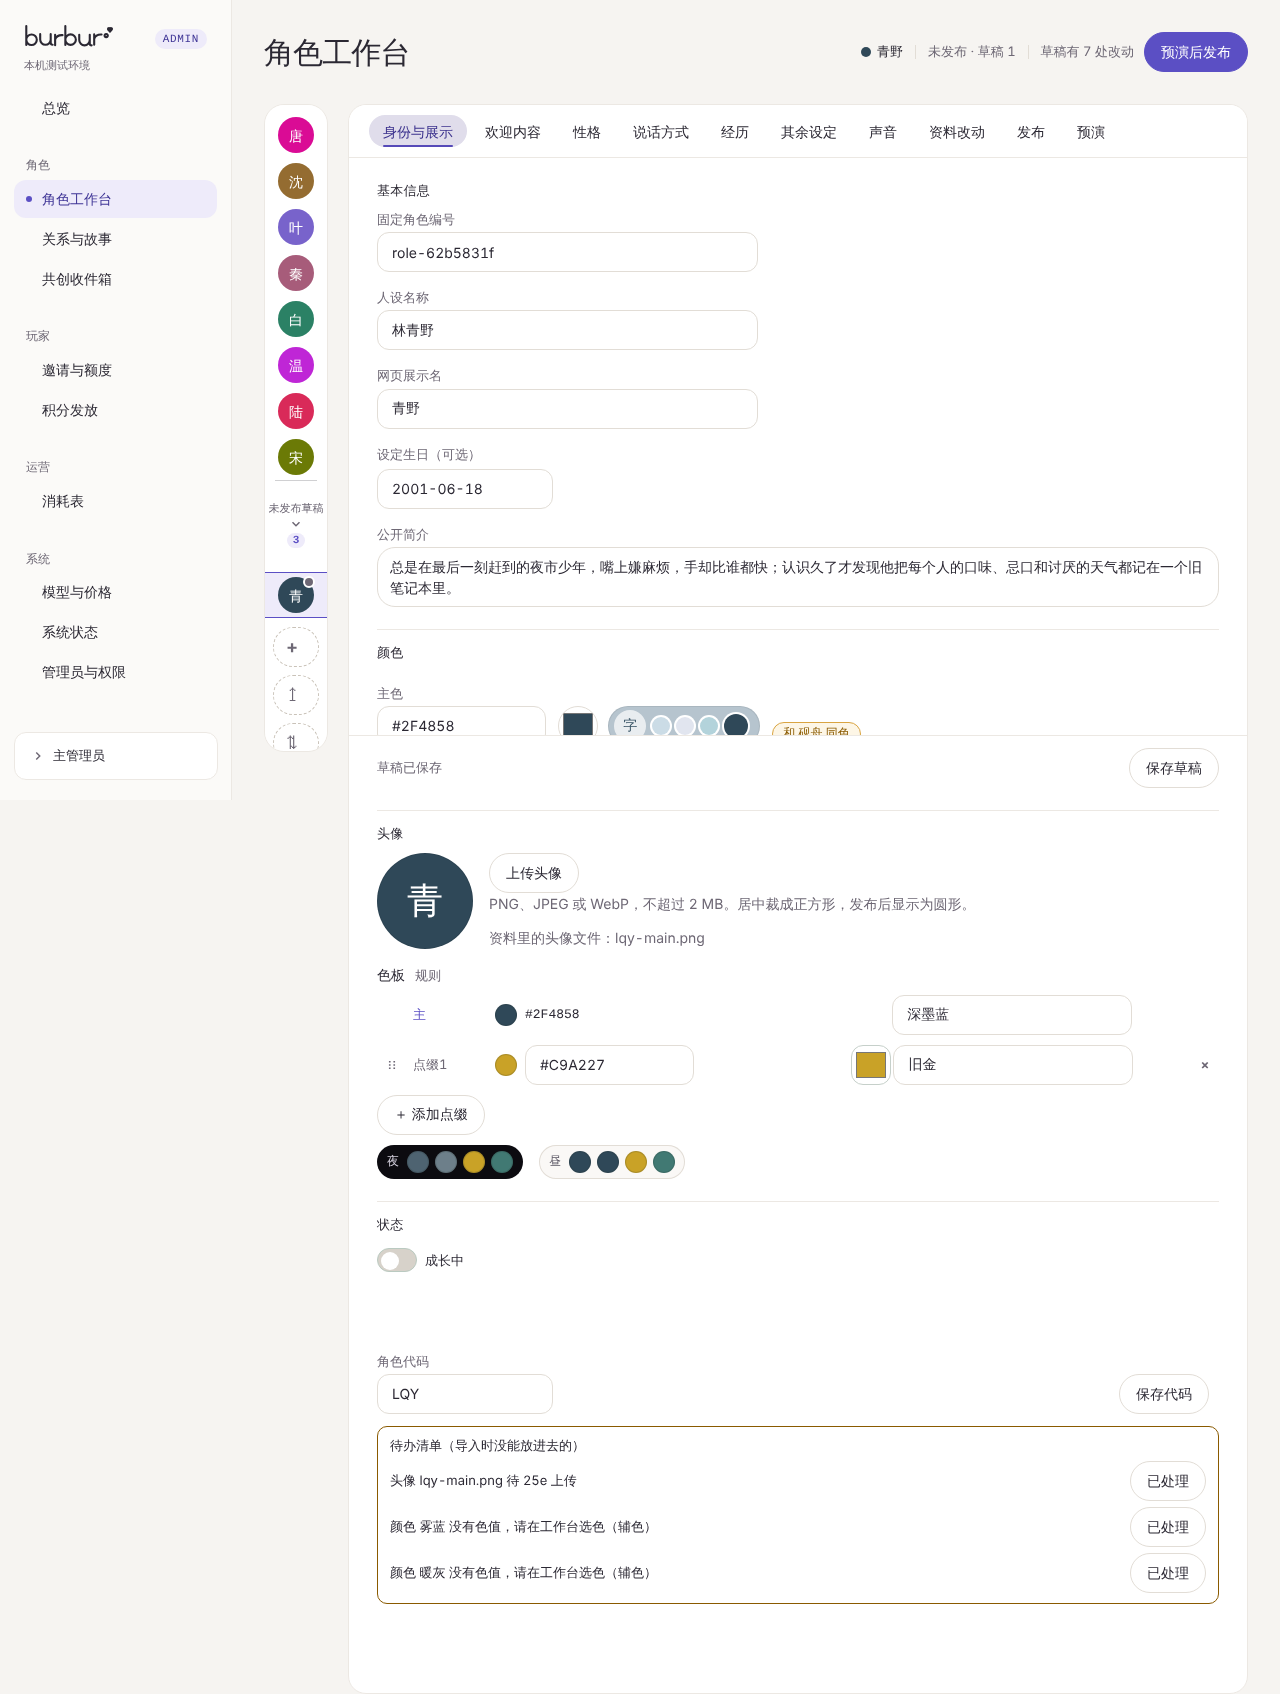 burbur
ADMIN
本机测试环境
总览
角色
角色工作台
关系与故事
共创收件箱
玩家
邀请与额度
积分发放
运营
消耗表
系统
模型与价格
系统状态
管理员与权限
主管理员
角色工作台
青野
未发布 · 草稿 1
草稿有 7 处改动
预演后发布
唐
沈
叶
秦
白
温
陆
宋
未发布草稿
3
青
身份与展示
欢迎内容
性格
说话方式
经历
其余设定
声音
资料改动
发布
预演
基本信息
固定角色编号
role-62b5831f
人设名称
林青野
网页展示名
青野
设定生日（可选）
2001-06-18
公开简介
总是在最后一刻赶到的夜市少年，嘴上嫌麻烦，手却比谁都快；认识久了才发现他把每个人的口味、忌口和讨厌的天气都记在一个旧
笔记本里。
颜色
主色
#2F4858
字
和 砚舟 同色
草稿已保存
保存草稿
头像
青
上传头像
PNG、JPEG 或 WebP，不超过 2 MB。居中裁成正方形，发布后显示为圆形。
资料里的头像文件：lqy-main.png
色板 规则
主
#2F4858
深墨蓝
点缀1
#C9A227
旧金
×
+ 添加点缀
夜
昼
状态
成长中
角色代码
LQY
保存代码
待办清单（导入时没能放进去的）
头像 lqy-main.png 待 25e 上传
已处理
颜色 雾蓝 没有色值，请在工作台选色（辅色）
已处理
颜色 暖灰 没有色值，请在工作台选色（辅色）
已处理